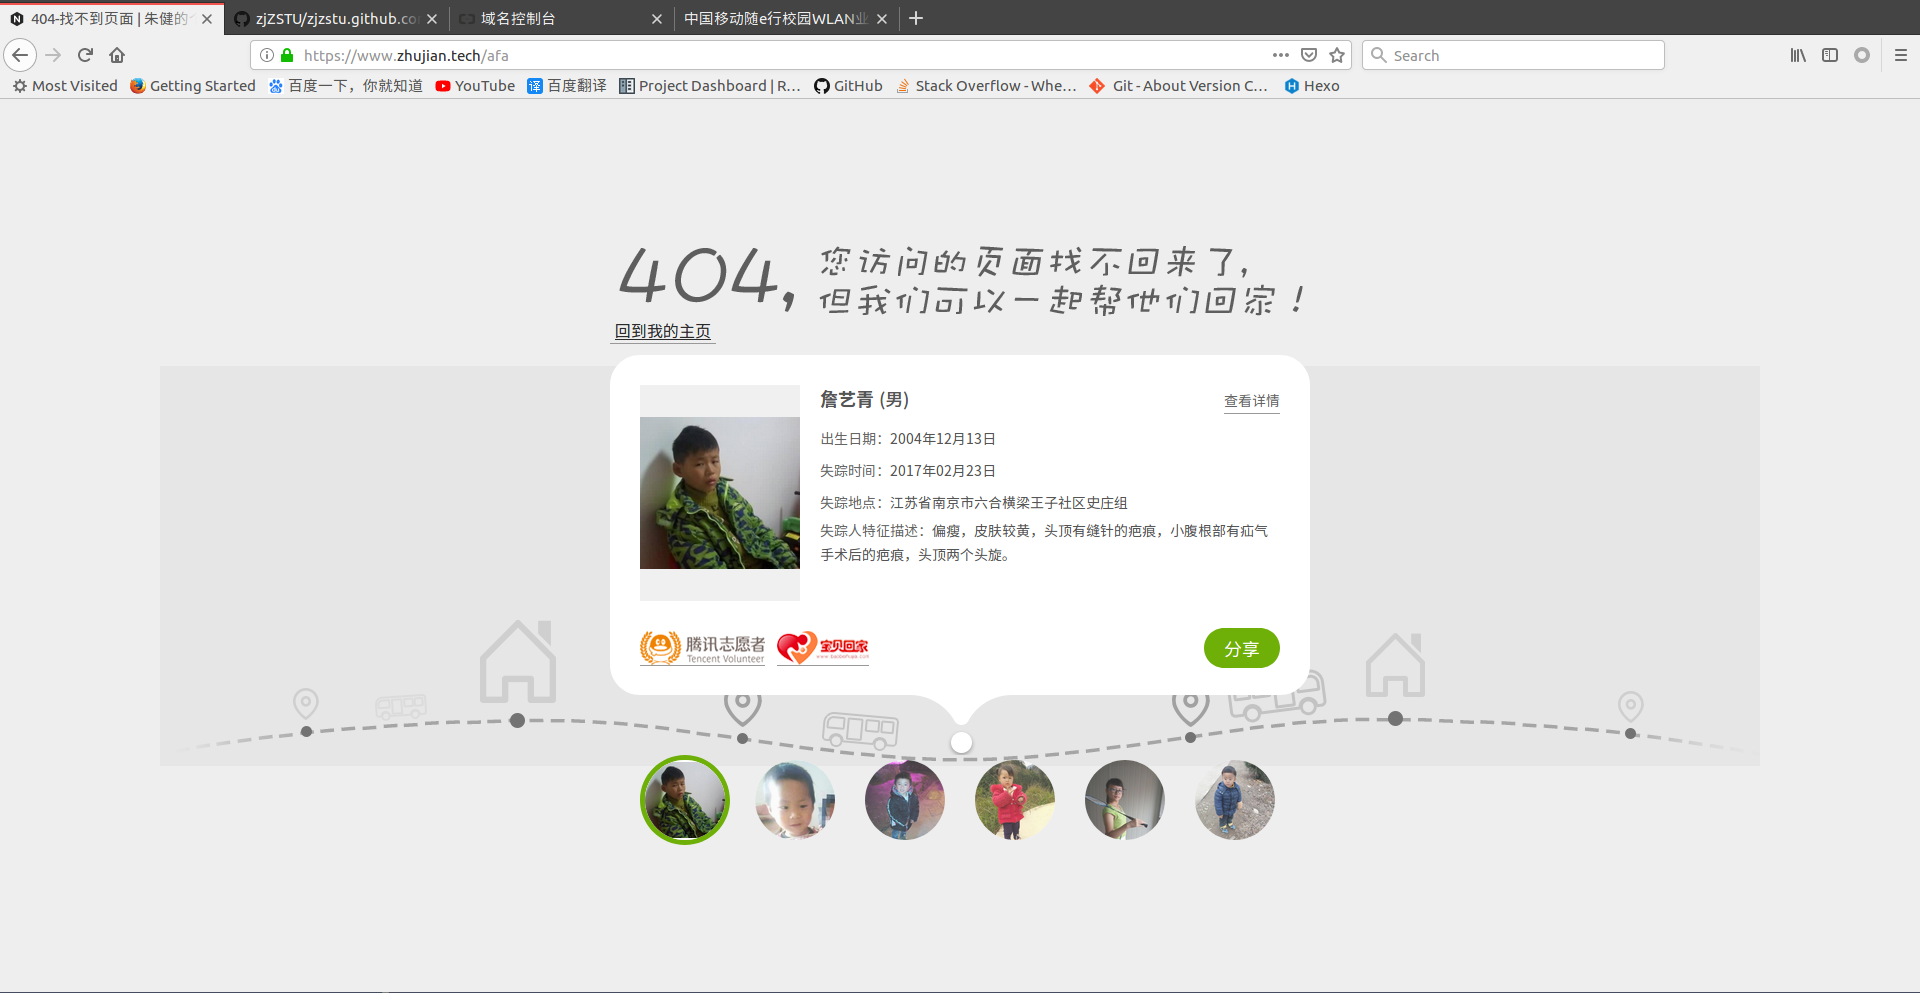 404-找不到页面 | 朱健的
zjZSTU/zjzstu.github.co
域名控制台
中国移动随e行校园WLAN业
https://www.zhujian.tech/afa
Search
Most Visited
Getting Started
百度一下，你就知道
YouTube
百度翻译
Project Dashboard | R...
GitHub
Stack Overflow - Whe...
Git - About Version C...
Hexo
404,
您访问的页面找不回来了,
但我们可以一起帮他们回家！
回到我的主页
詹艺青 (男)
查看详情
出生日期：2004年12月13日
失踪时间：2017年02月23日
失踪地点：江苏省南京市六合横梁王子社区史庄组
失踪人特征描述：偏瘦，皮肤较黄，头顶有缝针的疤痕，小腹根部有疝气
手术后的疤痕，头顶两个头旋。
腾讯志愿者
Tencent Volunteer
宝贝回家
分享